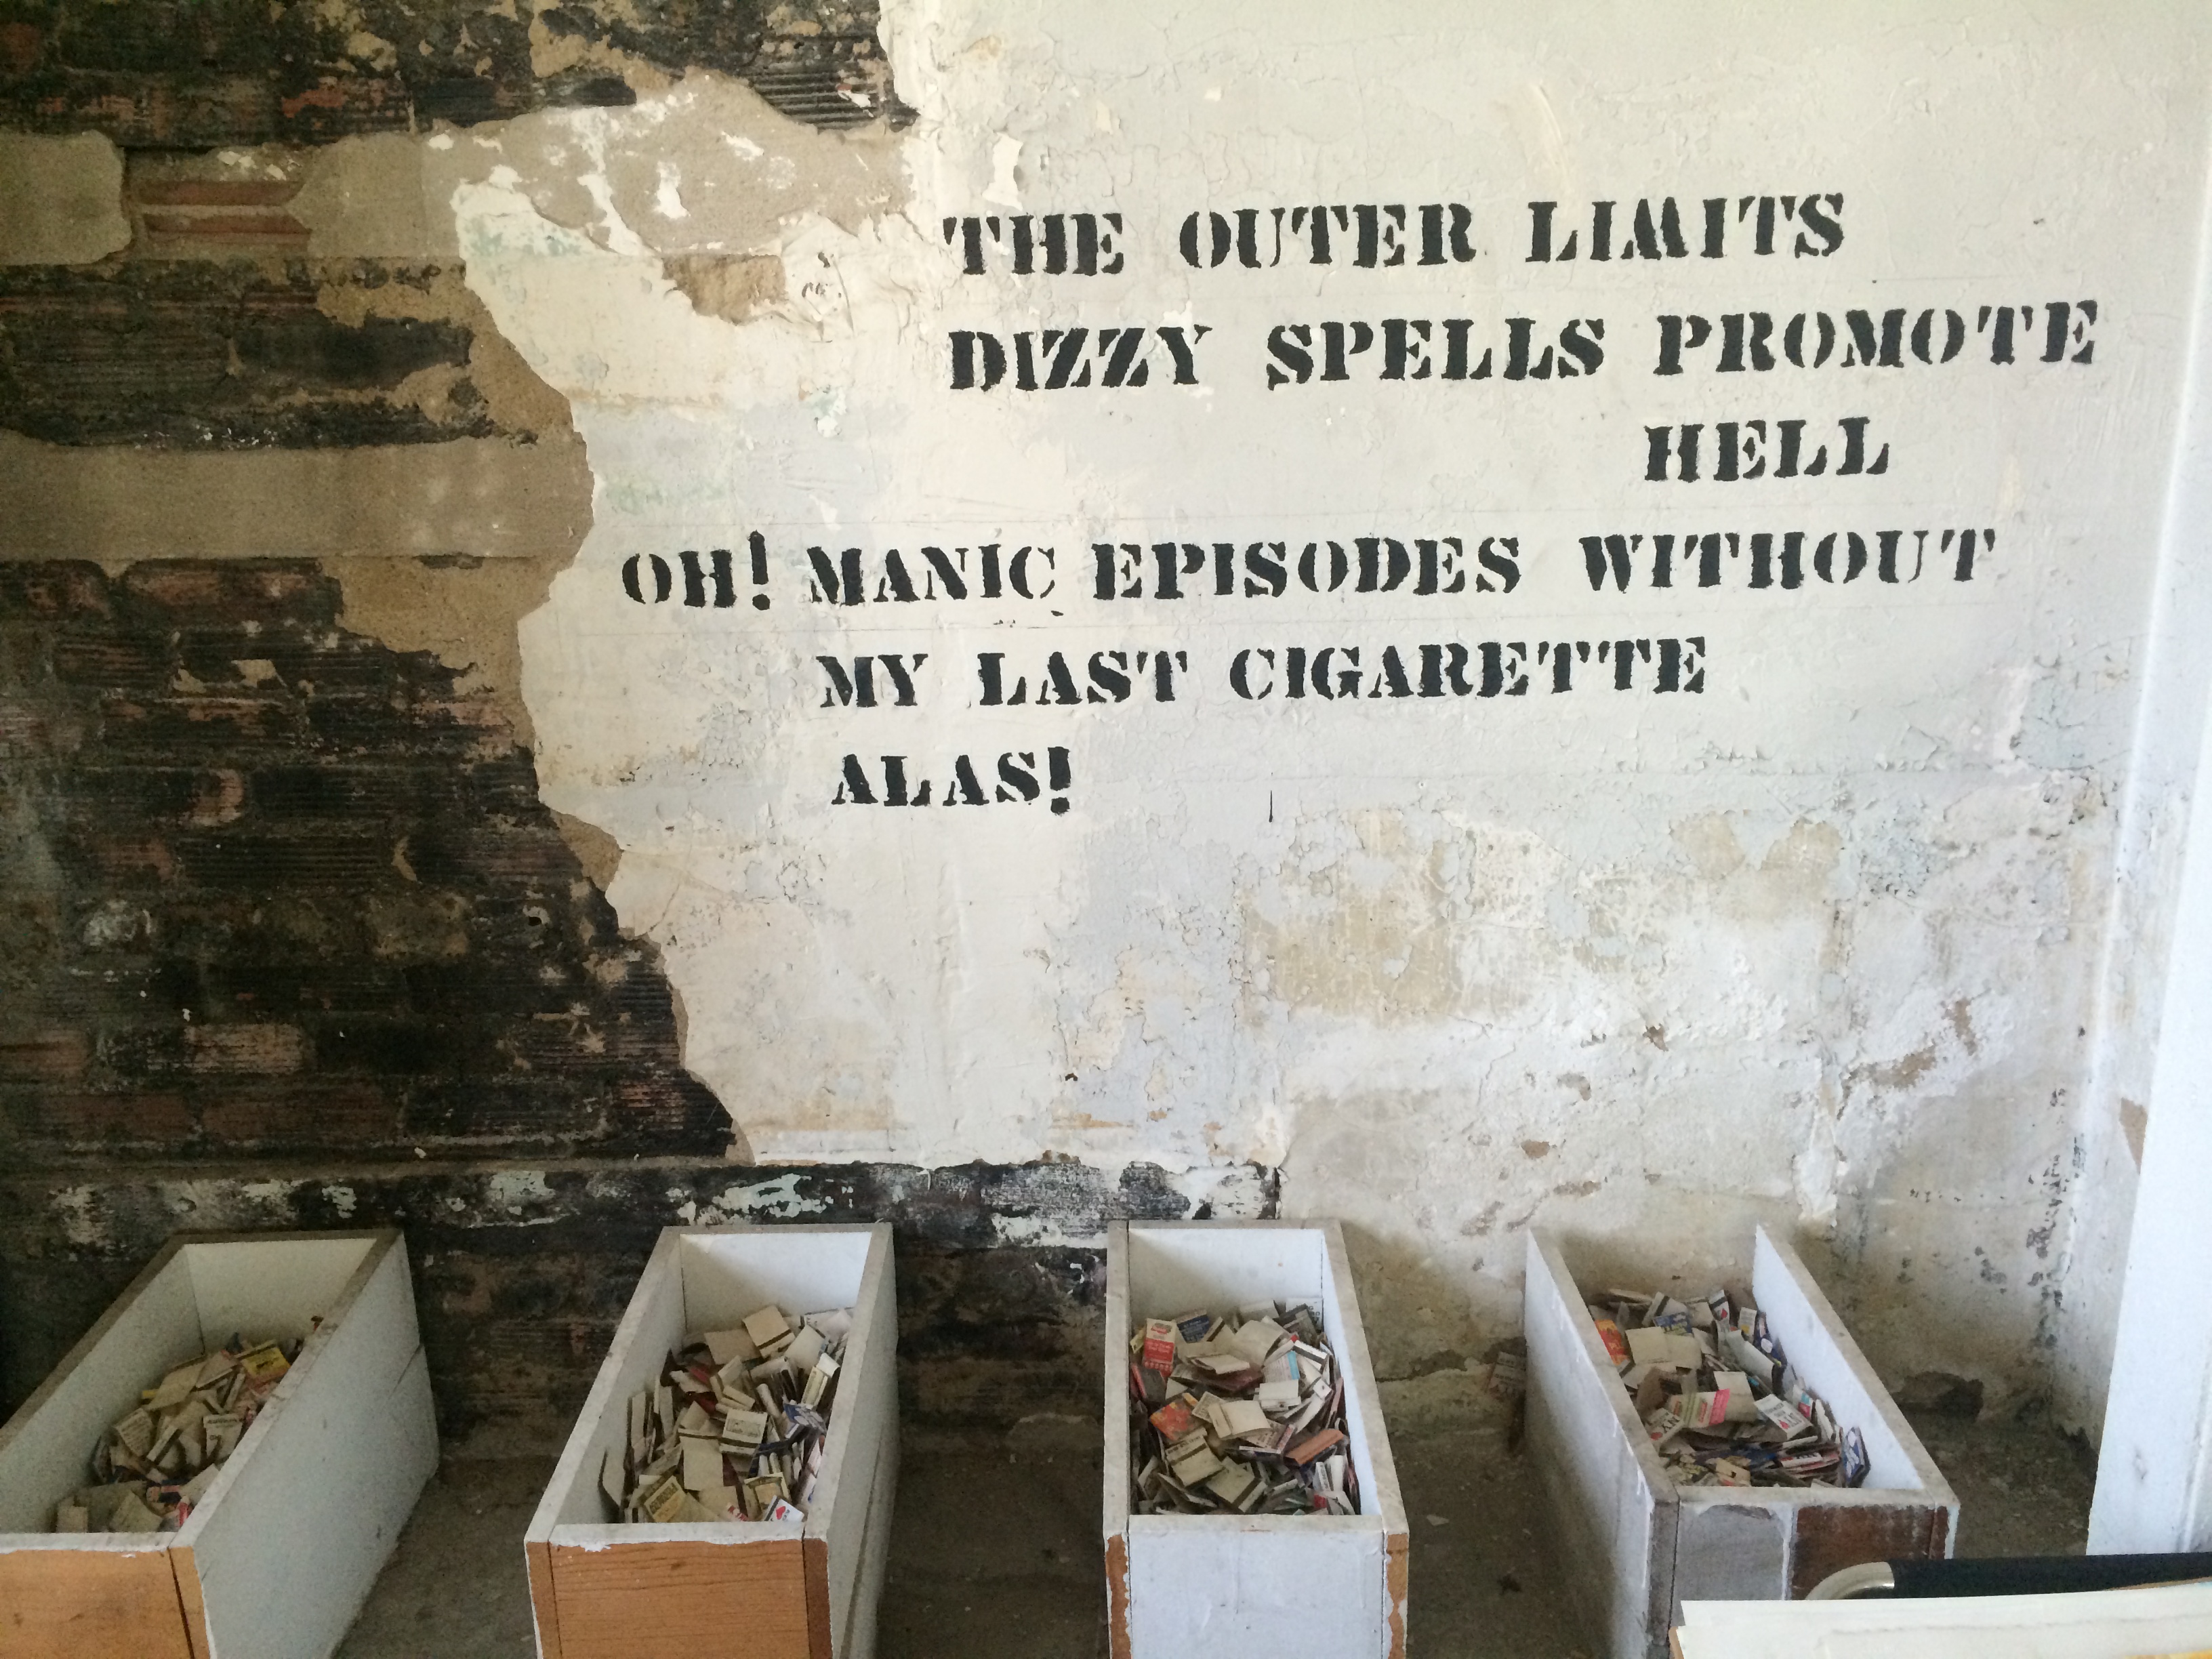 THE OUTER LIMITS
DIZZY SPELLS PROMOTE
HELL
OH! MANIC EPISODES WITHOUT
MY LAST CIGARETTE
ALAS!